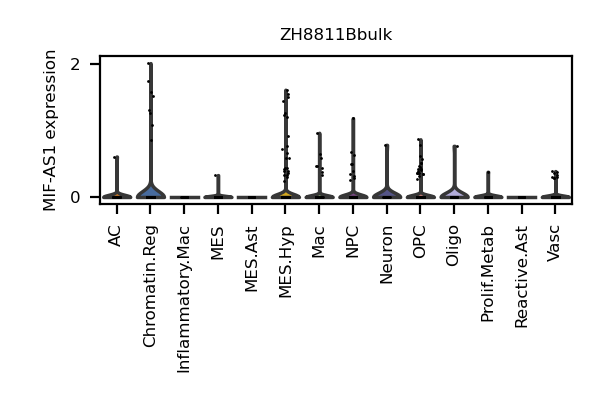 ZH8811Bbulk
MIF-AS1 expression
2
0
AC
Chromatin.Reg
Inflammatory.Mac
MES
MES.Ast
MES.Hyp
Mac
NPC
Neuron
OPC
Oligo
Prolif.Metab
Reactive.Ast
Vasc